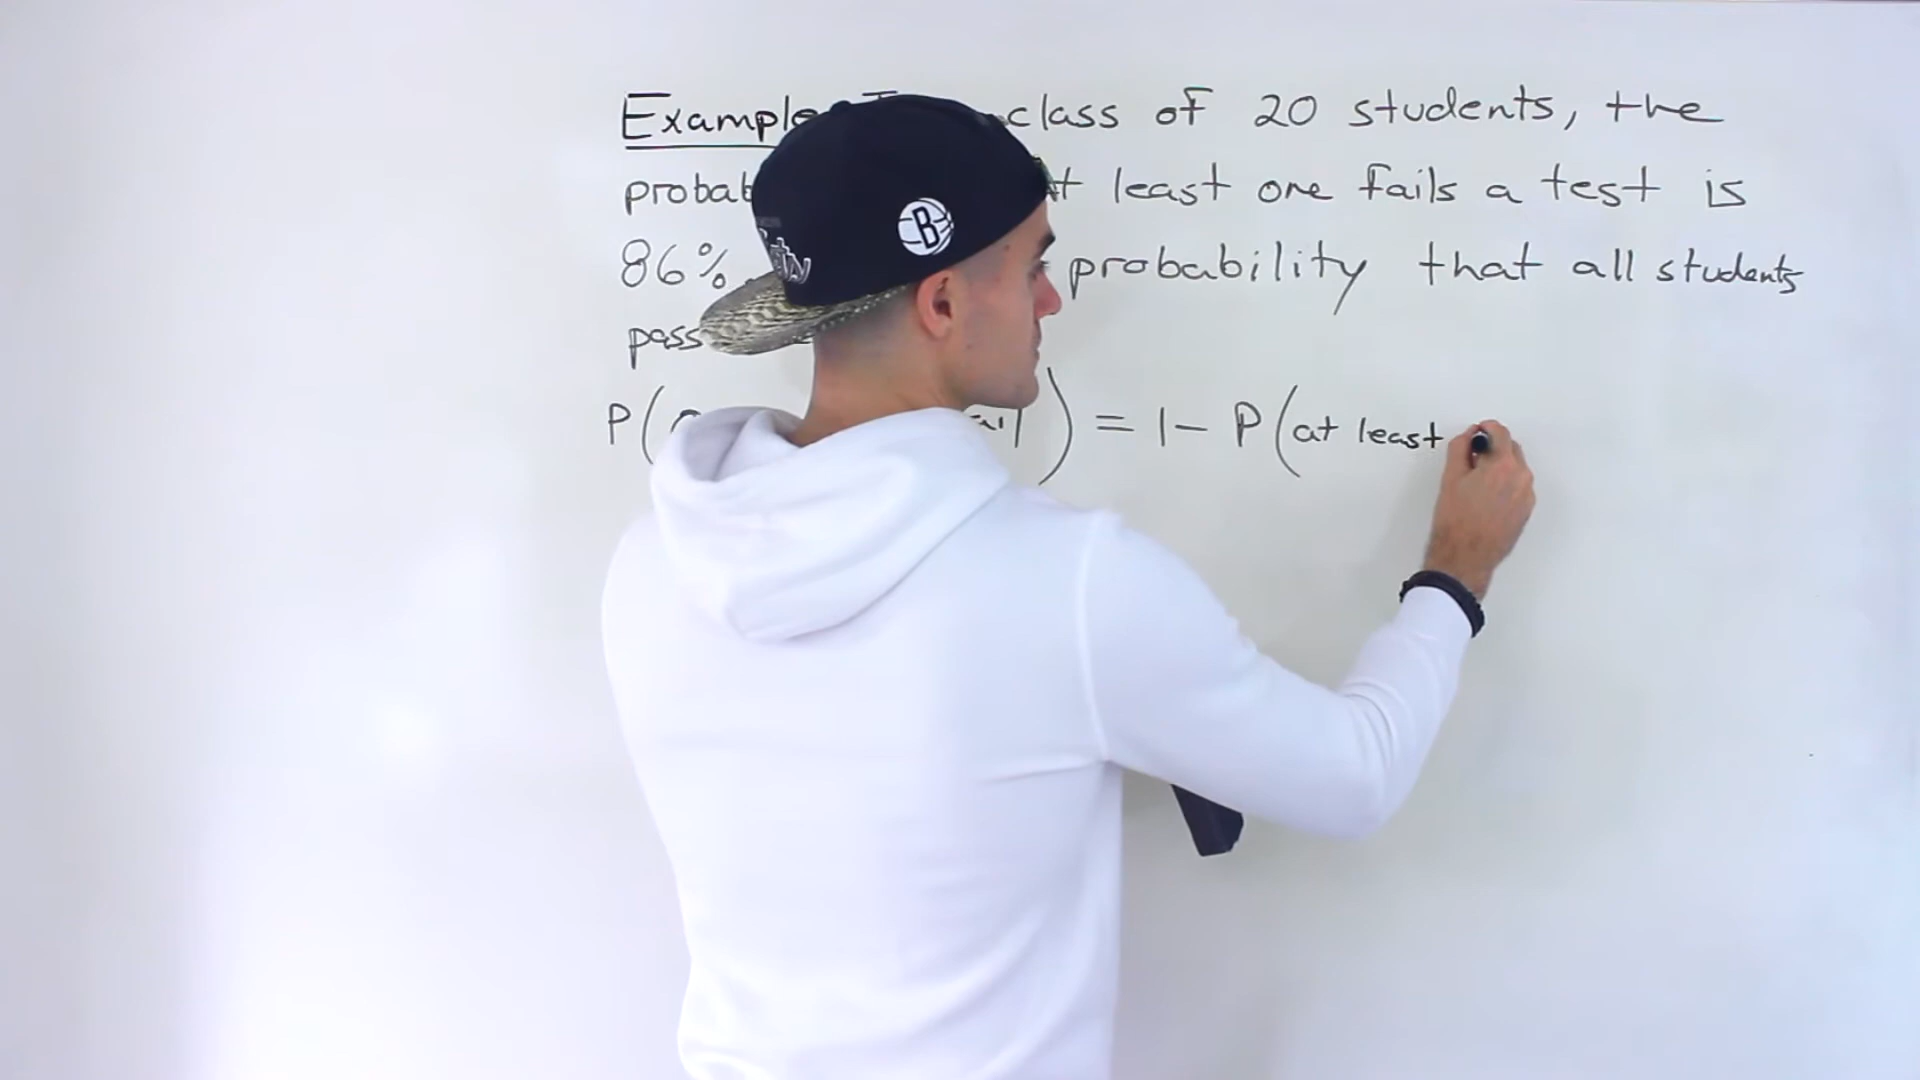 Example class of 20 students, the
probab at least one fails a test is
86% probability that all students
pass
P( ) = 1 - P(at least
B